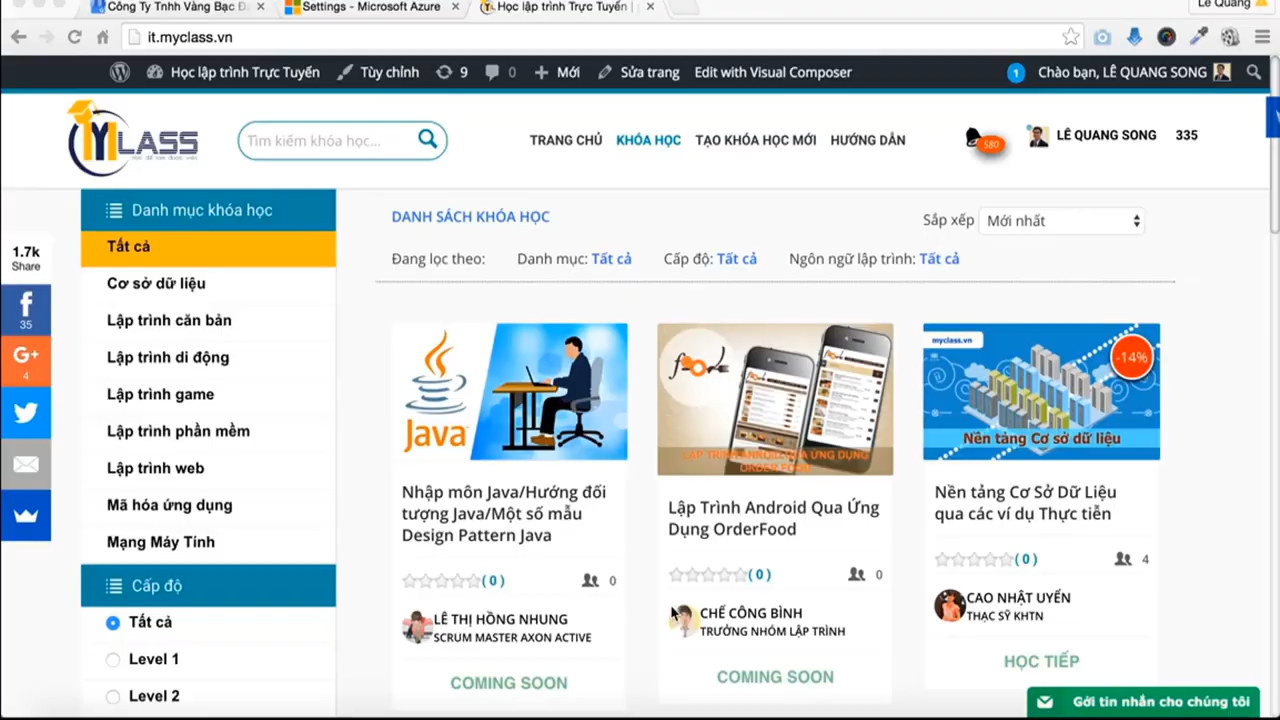 Công Ty Tnhh Vàng Bạc Đ
Settings - Microsoft Azure
Học lập trình Trực Tuyến |
Lê Quang
it.myclass.vn
Học lập trình Trực Tuyến
Tùy chỉnh
9
0
Mới
Sửa trang
Edit with Visual Composer
1
Chào bạn, LÊ QUANG SONG
MYCLASS
Tìm kiếm khóa học...
TRANG CHỦ
KHÓA HỌC
TẠO KHÓA HỌC MỚI
HƯỚNG DẪN
580
LÊ QUANG SONG
335
1.7k
Share
35
G+
4
Danh mục khóa học
Tất cả
Cơ sở dữ liệu
Lập trình căn bản
Lập trình di động
Lập trình game
Lập trình phần mềm
Lập trình web
Mã hóa ứng dụng
Mạng Máy Tính
Cấp độ
Tất cả
Level 1
Level 2
DANH SÁCH KHÓA HỌC
Sắp xếp
Mới nhất
Đang lọc theo:
Danh mục: Tất cả
Cấp độ: Tất cả
Ngôn ngữ lập trình: Tất cả
Java
Nhập môn Java/Hướng đối
tượng Java/Một số mẫu
Design Pattern Java
( 0 )
0
LÊ THỊ HỒNG NHUNG
SCRUM MASTER AXON ACTIVE
COMING SOON
LẬP TRÌNH ANDROID QUA ỨNG DỤNG
ORDER FOOD
Lập Trình Android Qua Ứng
Dụng OrderFood
( 0 )
0
CHẾ CÔNG BÌNH
TRƯỞNG NHÓM LẬP TRÌNH
COMING SOON
myclass.vn
-14%
Nền tảng Cơ sở dữ liệu
Nền tảng Cơ Sở Dữ Liệu
qua các ví dụ Thực tiễn
( 0 )
4
CAO NHẬT UYỂN
THẠC SỸ KHTN
HỌC TIẾP
Gởi tin nhắn cho chúng tôi